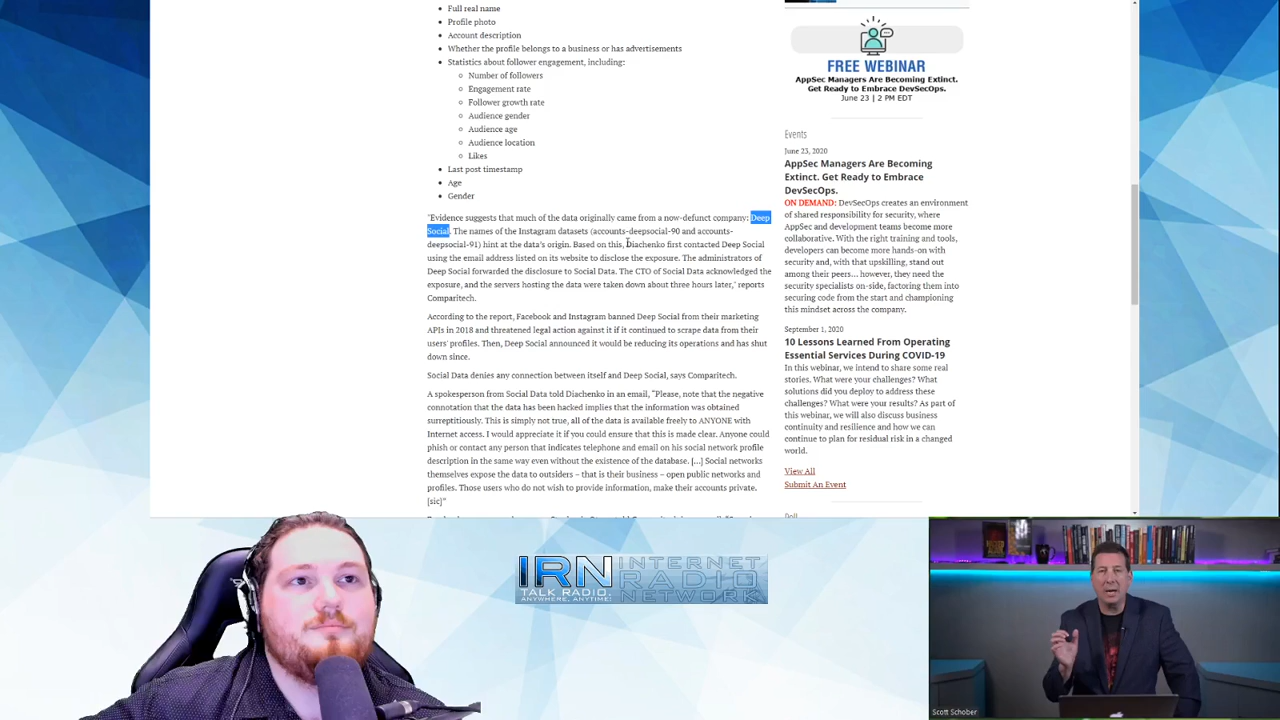 Full real name
Profile photo
Account description
Whether the profile belongs to a business or has advertisements
Statistics about follower engagement, including:
Number of followers
Engagement rate
Follower growth rate
Audience gender
Audience age
Audience location
Likes
Last post timestamp
Age
Gender
"Evidence suggests that much of the data originally came from a now-defunct company: Deep
Social. The names of the Instagram datasets (accounts-deepsocial-90 and accounts-
deepsocial-91) hint at the data's origin. Based on this, Diachenko first contacted Deep Social
using the email address listed on its website to disclose the exposure. The administrators of
Deep Social forwarded the disclosure to Social Data. The CTO of Social Data acknowledged the
exposure, and the servers hosting the data were taken down about three hours later," reports
Comparitech.
According to the report, Facebook and Instagram banned Deep Social from their marketing
APIs in 2018 and threatened legal action against it if it continued to scrape data from their
users' profiles. Then, Deep Social announced it would be reducing its operations and has shut
down since.
Social Data denies any connection between itself and Deep Social, says Comparitech.
A spokesperson from Social Data told Diachenko in an email, "Please, note that the negative
connotation that the data has been hacked implies that the information was obtained
surreptitiously. This is simply not true, all of the data is available freely to ANYONE with
Internet access. I would appreciate it if you could ensure that this is made clear. Anyone could
phish or contact any person that indicates telephone and email on his social network profile
description in the same way even without the existence of the database. [...] Social networks
themselves expose the data to outsiders – that is their business – open public networks and
profiles. Those users who do not wish to provide information, make their accounts private.
[sic]"
FREE WEBINAR
AppSec Managers Are Becoming Extinct.
Get Ready to Embrace DevSecOps.
June 23 | 2 PM EDT
Events
June 23, 2020
AppSec Managers Are Becoming
Extinct. Get Ready to Embrace
DevSecOps.
ON DEMAND: DevSecOps creates an environment
of shared responsibility for security, where
AppSec and development teams become more
collaborative. With the right training and tools,
developers can become more hands-on with
security and, with that upskilling, stand out
among their peers... however, they need the
security specialists on-side, factoring them into
securing code from the start and championing
this mindset across the company.
September 1, 2020
10 Lessons Learned From Operating
Essential Services During COVID-19
In this webinar, we intend to share some real
stories. What were your challenges? What
solutions did you deploy to address these
challenges? What were your results? As part of
this webinar, we will also discuss business
continuity and resilience and how we can
continue to plan for residual risk in a changed
world.
View All
Submit An Event
IRN INTERNET
RADIO
NETWORK
TALK RADIO.
ANYWHERE, ANYTIME.
Scott Schober